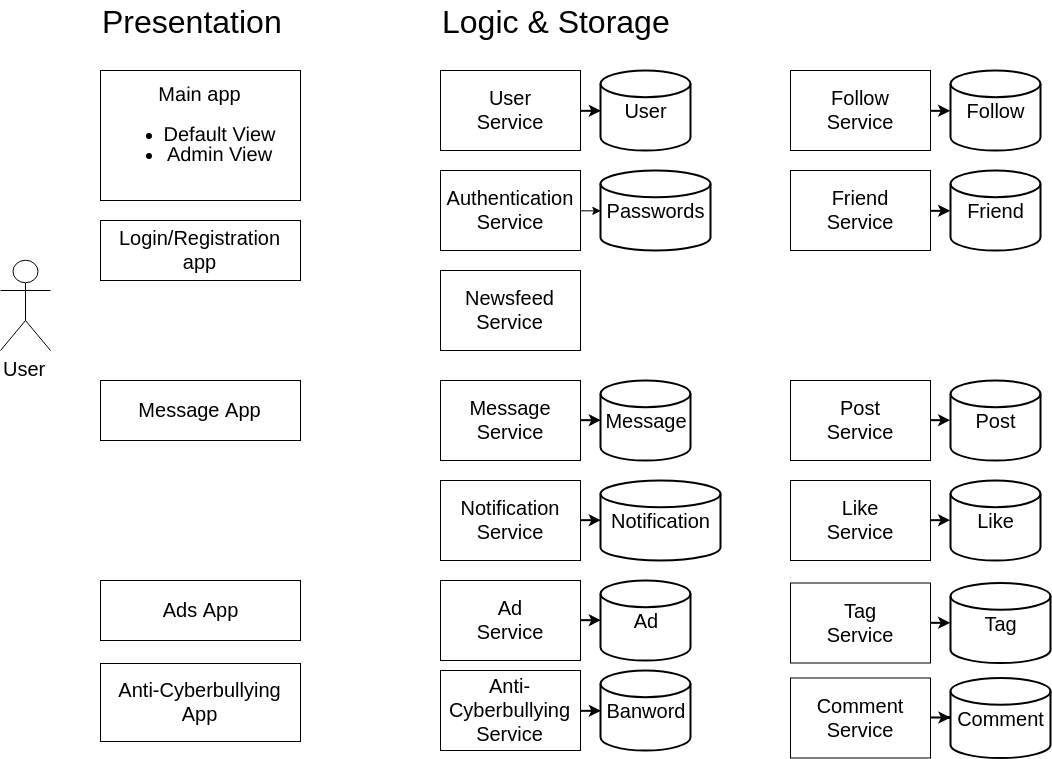 Presentation
Logic & Storage
Main app
• Default View
• Admin View
Login/Registration
app
User
Message App
Ads App
Anti-Cyberbullying
App
User
Service
User
Authentication
Service
Passwords
Newsfeed
Service
Message
Service
Message
Notification
Service
Notification
Ad
Service
Ad
Anti-
Cyberbullying
Service
Banword
Follow
Service
Follow
Friend
Service
Friend
Post
Service
Post
Like
Service
Like
Tag
Service
Tag
Comment
Service
Comment